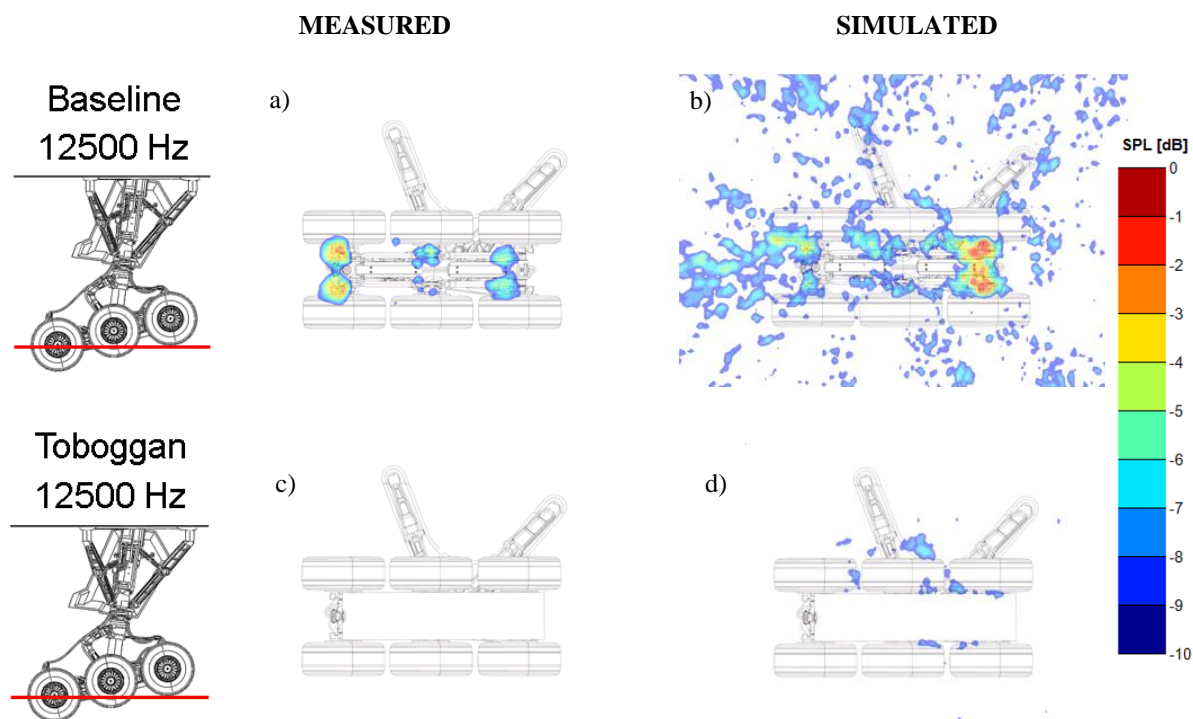 MEASURED
SIMULATED
Baseline
12500 Hz
a)
b)
SPL [dB]
0
-1
-2
-3
-4
-5
-6
-7
-8
-9
-10
Toboggan
12500 Hz
c)
d)